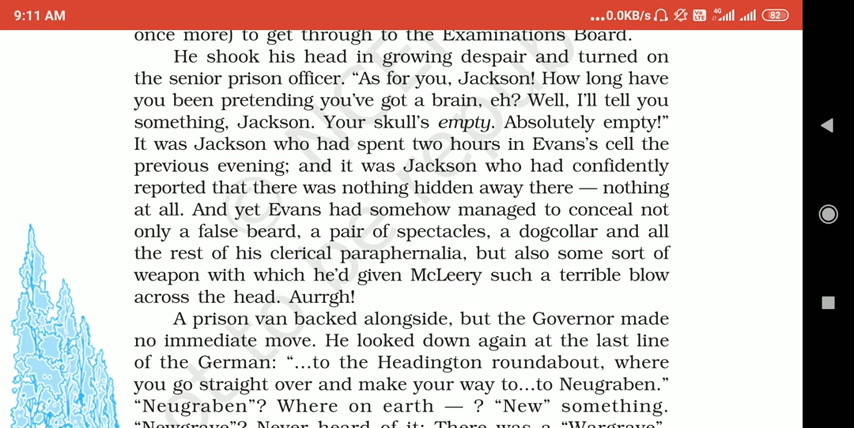 9:11 AM
...0.0KB/s
4G
82
once more) to get through to the Examinations Board.
He shook his head in growing despair and turned on
the senior prison officer. “As for you, Jackson! How long have
you been pretending you’ve got a brain, eh? Well, I’ll tell you
something, Jackson. Your skull’s empty. Absolutely empty!”
It was Jackson who had spent two hours in Evans’s cell the
previous evening; and it was Jackson who had confidently
reported that there was nothing hidden away there — nothing
at all. And yet Evans had somehow managed to conceal not
only a false beard, a pair of spectacles, a dogcollar and all
the rest of his clerical paraphernalia, but also some sort of
weapon with which he’d given McLeery such a terrible blow
across the head. Aurrgh!
A prison van backed alongside, but the Governor made
no immediate move. He looked down again at the last line
of the German: “...to the Headington roundabout, where
you go straight over and make your way to...to Neugraben.”
“Neugraben”? Where on earth — ? “New” something.
“Newgrave”? Never heard of it; There was a “Wargrave”,